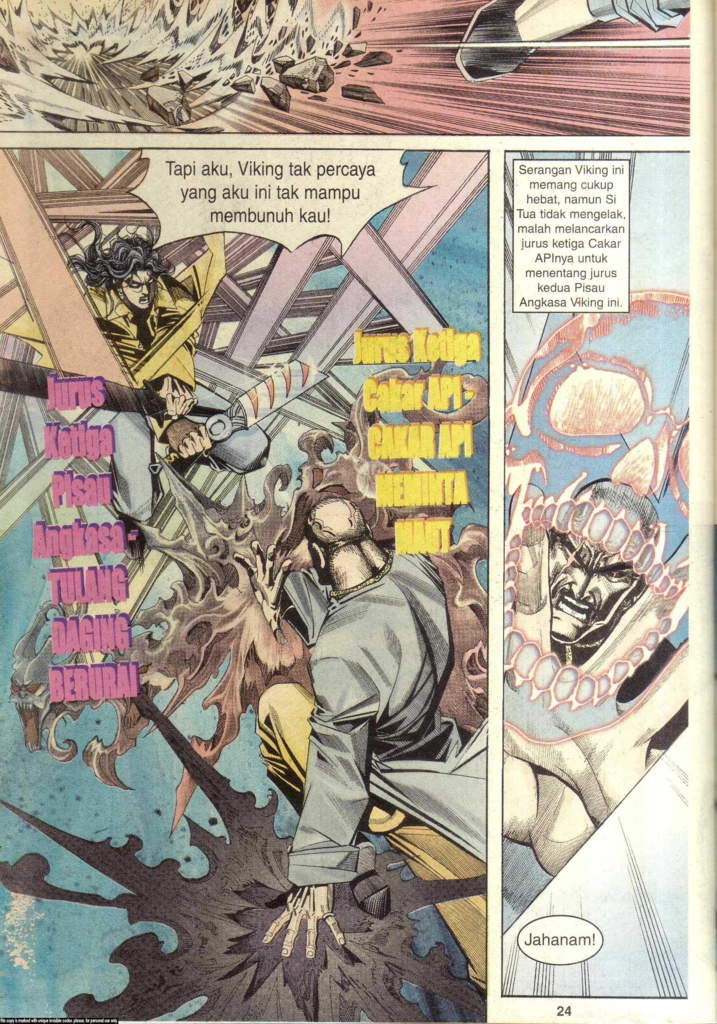 Tapi aku, Viking tak percaya
yang aku ini tak mampu
membunuh kau!
Serangan Viking ini
memang cukup
hebat, namun Si
Tua tidak mengelak,
malah melancarkan
jurus ketiga Cakar
APInya untuk
menentang jurus
kedua Pisau
Angkasa Viking ini.
Jurus Ketiga
Cakar API -
CAKAR API
MEMINTA
MAUT
Jurus
Ketiga
Pisau
Angkasa -
TULANG
DAGING
BERURAI
Jahanam!
24